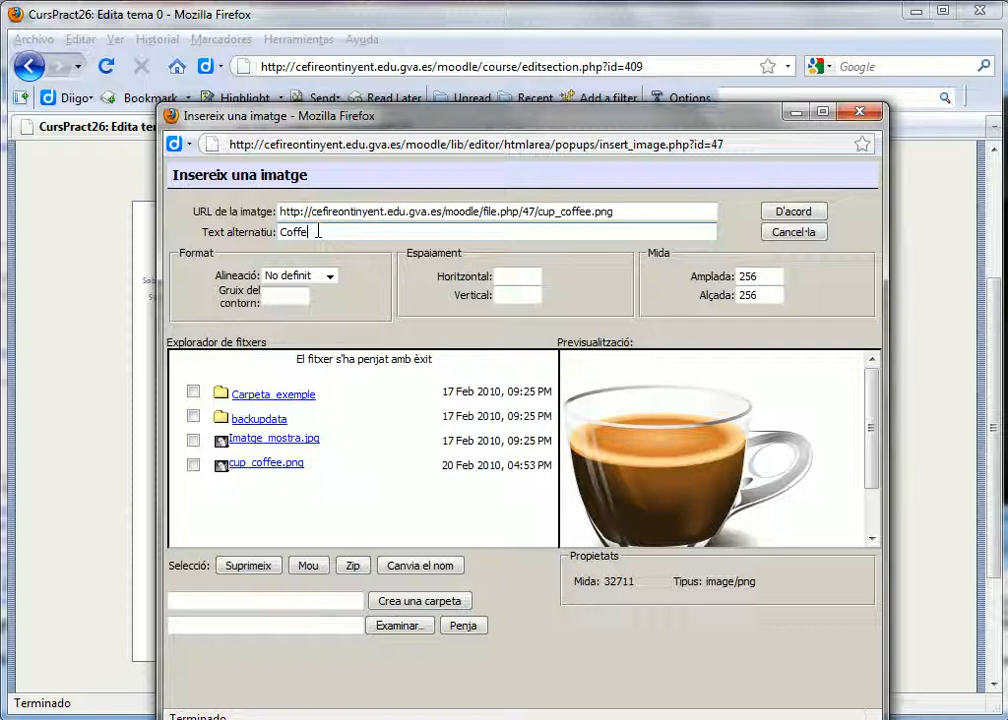 CursPract26: Edita tema 0 - Mozilla Firefox
Archivo Editar Ver Historial Marcadores Herramientas Ayuda
http://cefireontinyent.edu.gva.es/moodle/course/editsection.php?id=409
Google
Diigo Bookmark Highlight Send Read Later Unread Recent Add a filter Options
CursPract26: Edita tem
Insereix una imatge - Mozilla Firefox
http://cefireontinyent.edu.gva.es/moodle/lib/editor/htmlarea/popups/insert_image.php?id=47
Insereix una imatge
URL de la imatge: http://cefireontinyent.edu.gva.es/moodle/file.php/47/cup_coffee.png D'acord
Text alternatiu: Coffe Cancel·la
Format Espaiament Mida
Alineació: No definit Horitzontal: Amplada: 256
Gruix del contorn: Vertical: Alçada: 256
Explorador de fitxers Previsualització:
El fitxer s'ha penjat amb èxit
Carpeta_exemple 17 Feb 2010, 09:25 PM
backupdata 17 Feb 2010, 09:25 PM
Imatge_mostra.jpg 17 Feb 2010, 09:25 PM
cup_coffee.png 20 Feb 2010, 04:53 PM
Selecció: Suprimeix Mou Zip Canvia el nom
Propietats
Mida: 32711 Tipus: image/png
Crea una carpeta
Examinar... Penja
Terminado
Terminado